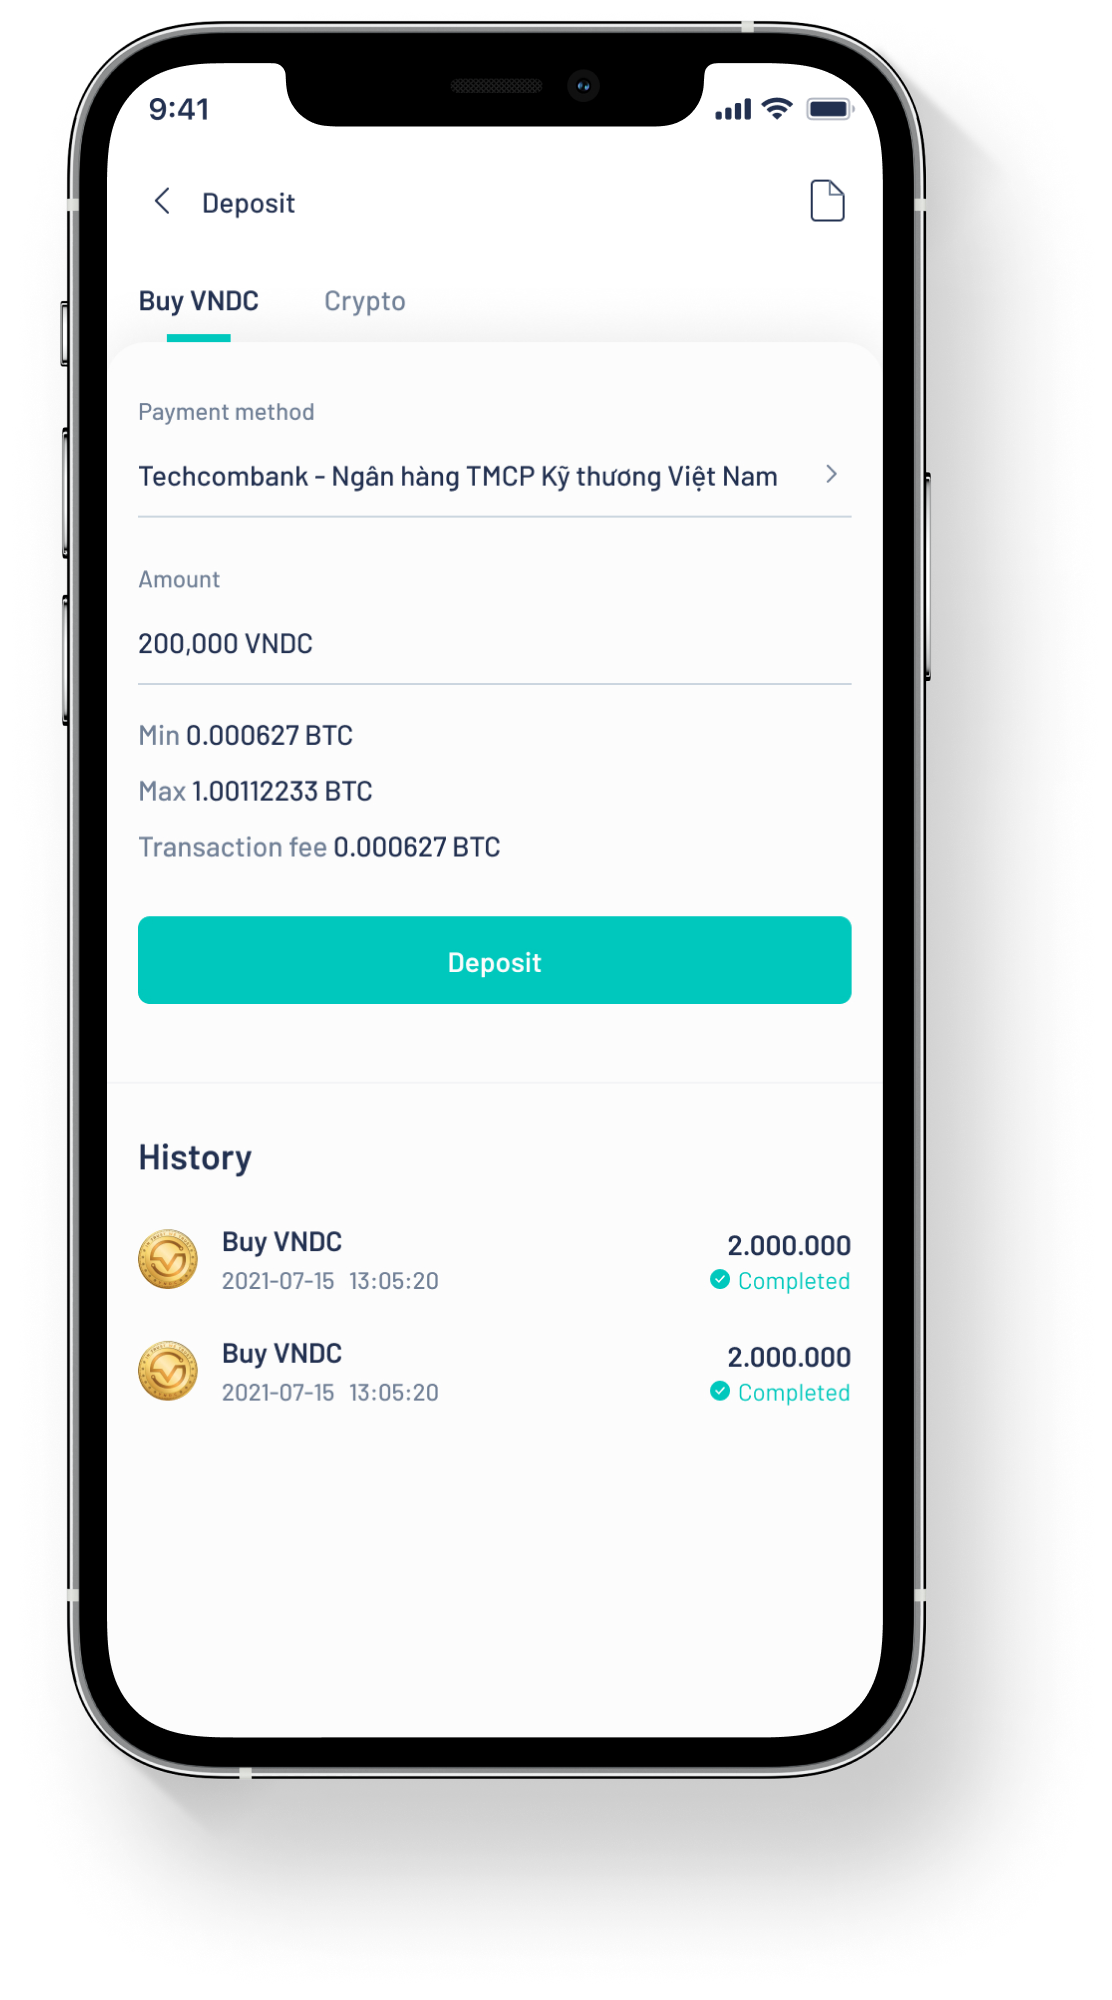 9:41
Deposit
Buy VNDC Crypto
Payment method
Techcombank - Ngân hàng TMCP Kỹ thương Việt Nam
Amount
200,000 VNDC
Min 0.000627 BTC
Max 1.00112233 BTC
Transaction fee 0.000627 BTC
Deposit
History
Buy VNDC 2.000.000
2021-07-15 13:05:20 Completed
Buy VNDC 2.000.000
2021-07-15 13:05:20 Completed